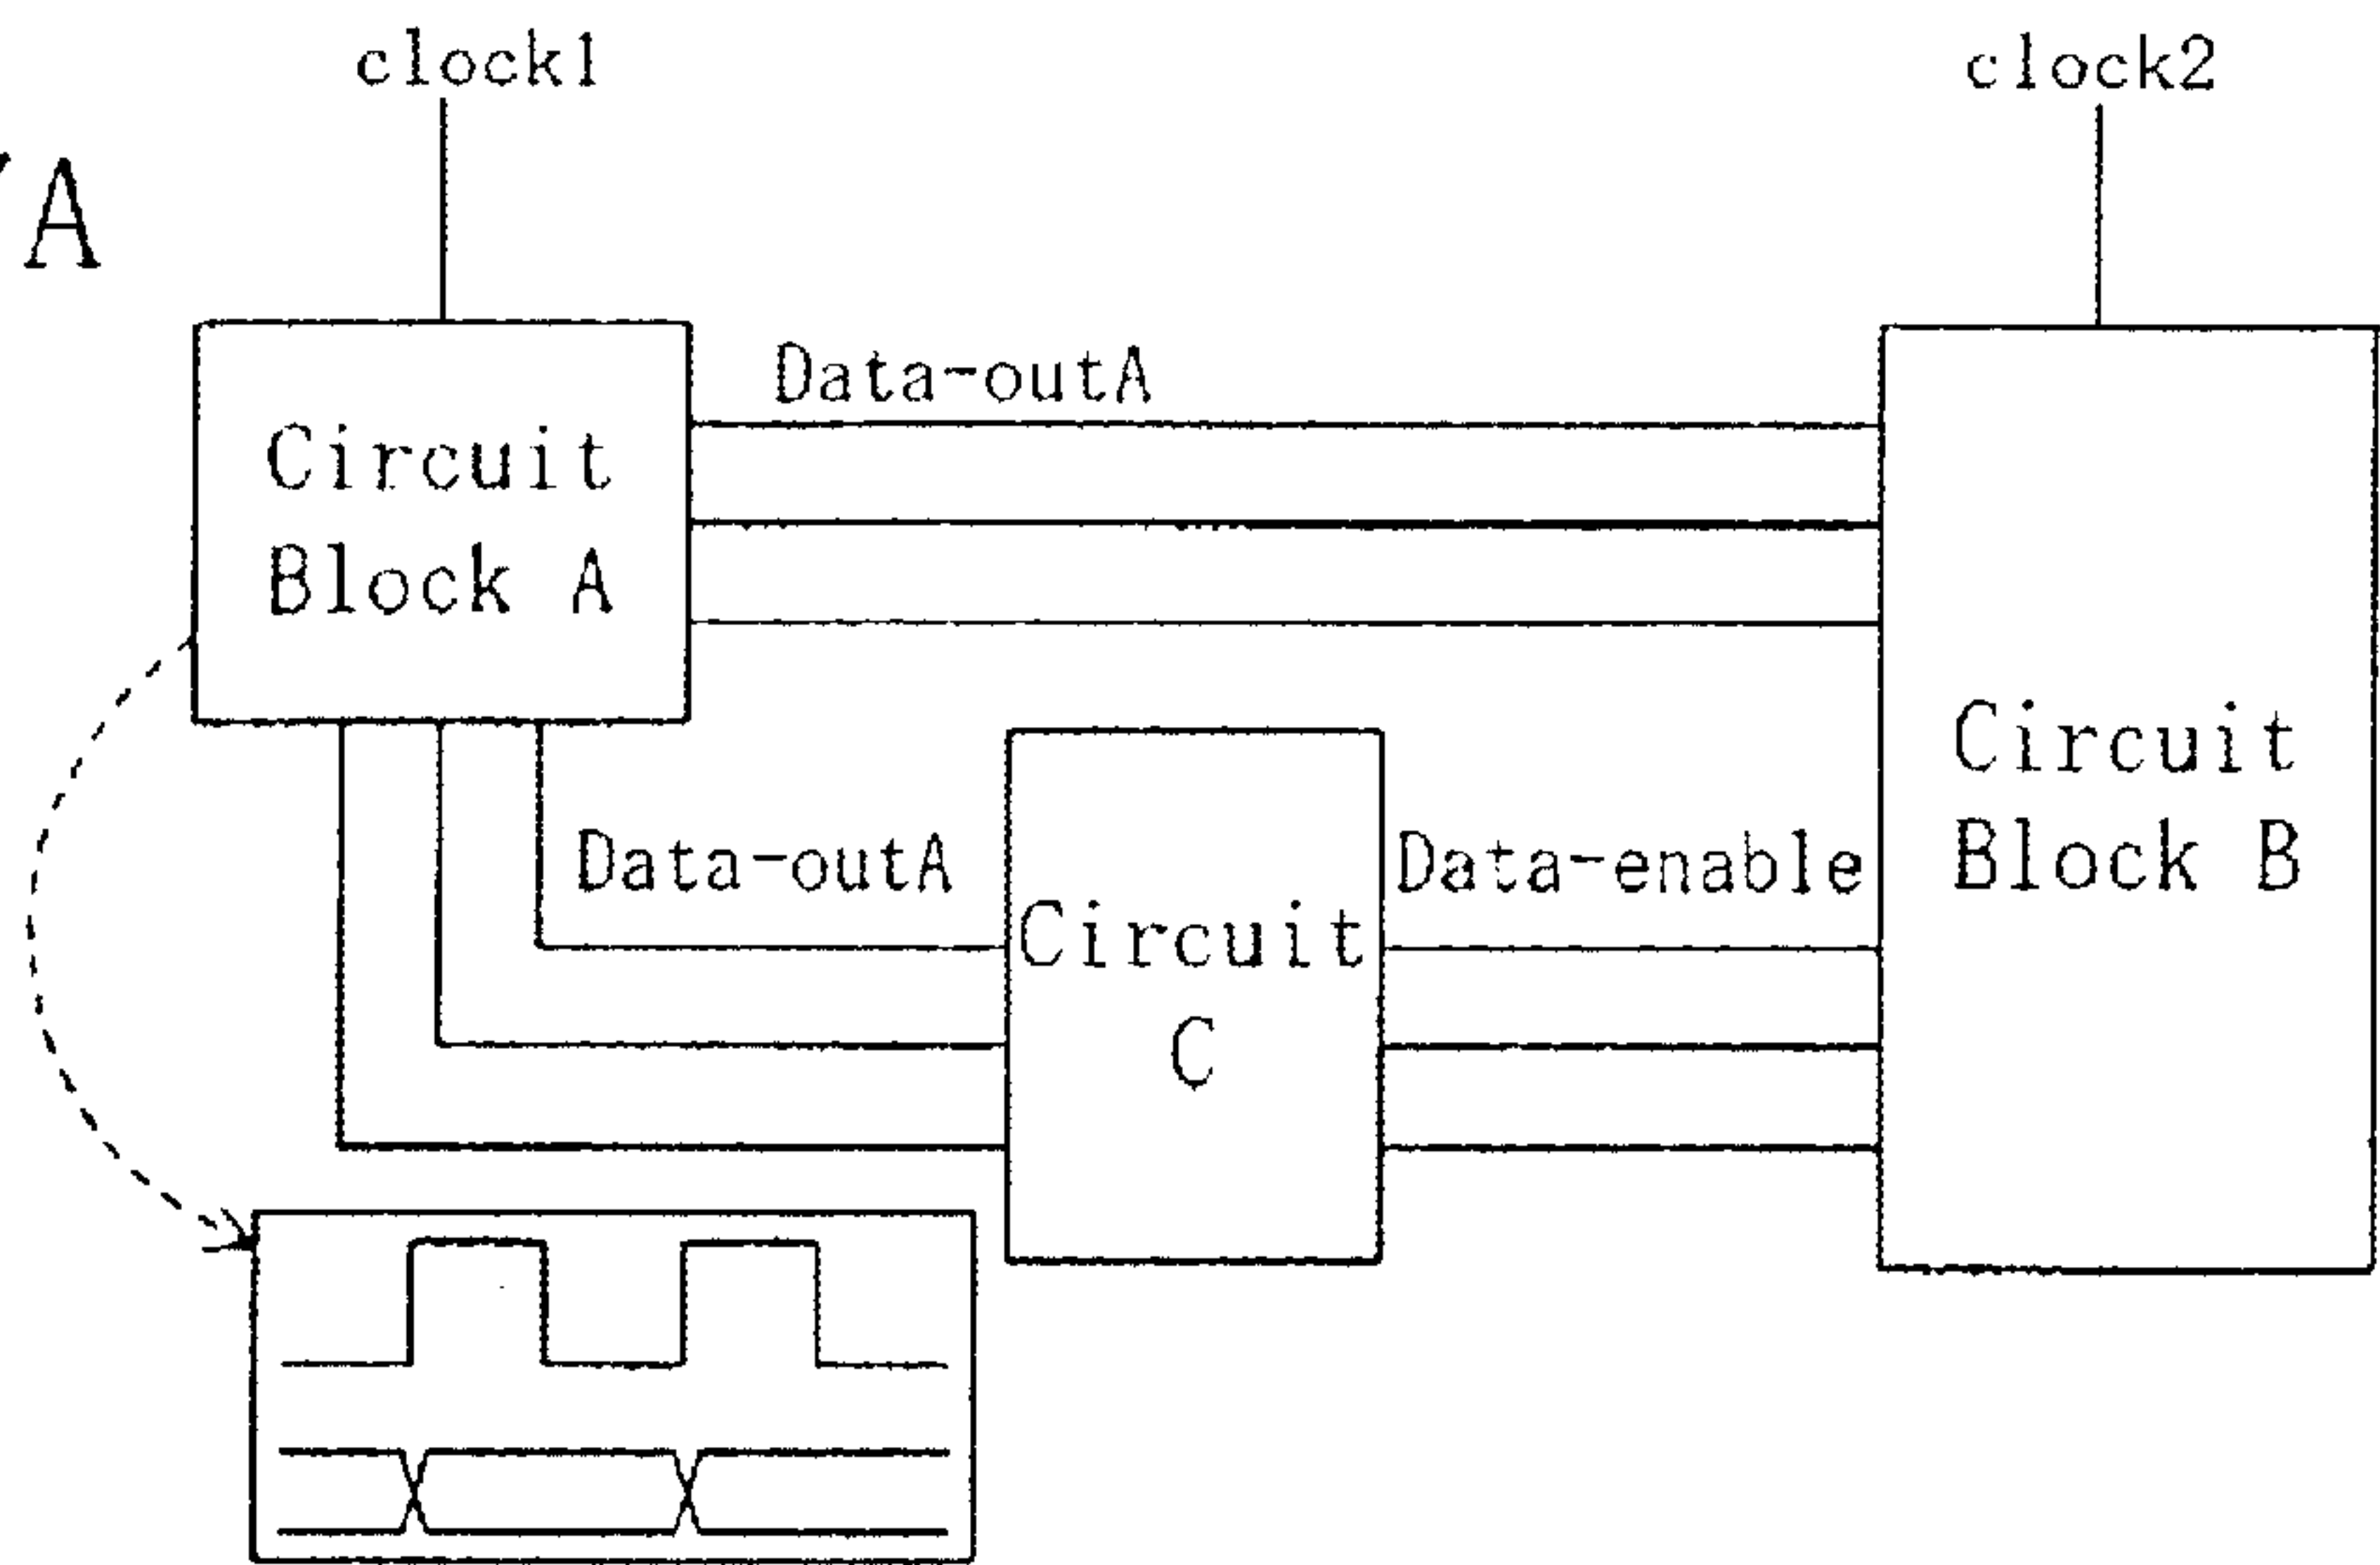 clock1
clock2
A
Data-outA
Circuit
Block A
Circuit
Block B
Data-outA
Data-enable
Circuit
C